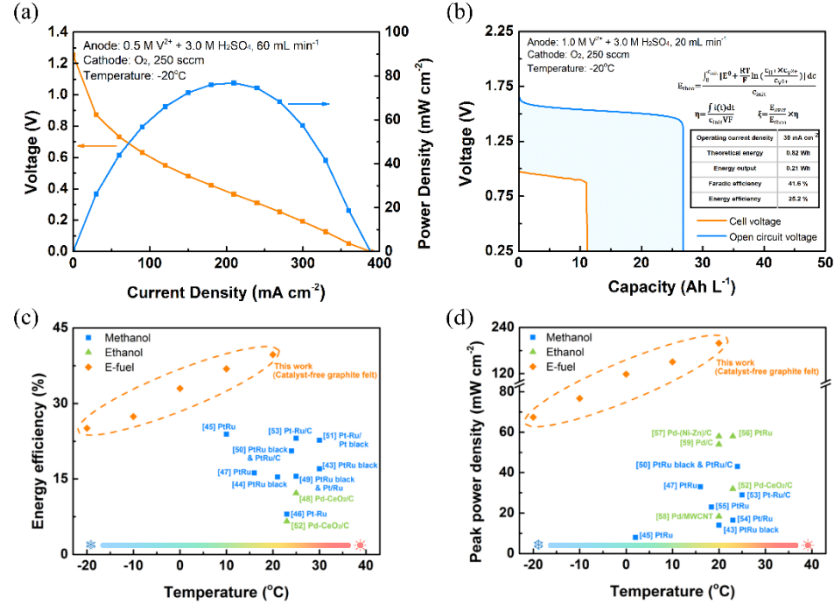 (a)
Anode: 0.5 M V²⁺ + 3.0 M H₂SO₄, 60 mL min⁻¹
Cathode: O₂, 250 sccm
Temperature: -20°C
Voltage (V)
1.4
1.2
1.0
0.8
0.6
0.4
0.2
0.0
Power Density (mW cm⁻²)
100
80
60
40
20
0
0
100
200
300
400
Current Density (mA cm⁻²)
(b)
Anode: 1.0 M V²⁺ + 3.0 M H₂SO₄, 20 mL min⁻¹
Cathode: O₂, 250 sccm
Temperature: -20°C
Voltage (V)
2.25
1.75
1.25
0.75
0.25
Operating current density
Theoretical energy 0.82 Wh
Energy output 0.21 Wh
Faradic efficiency 41.6 %
Energy efficiency 25.2 %
Cell voltage
Open circuit voltage
0
10
20
30
40
50
Capacity (Ah L⁻¹)
(c)
Energy efficiency (%)
45
30
15
0
Methanol
Ethanol
E-fuel
This work
(Catalyst-free graphite felt)
[45] PtRu
[53] Pt-Ru/C
[51] Pt-Ru/
Pt black
[50] PtRu black
& PtRu/C
[47] PtRu
[43] PtRu black
[44] PtRu black
[49] PtRu black
& Pt/Ru
[48] Pd-CeO₂/C
[46] Pt-Ru
[52] Pd-CeO₂/C
-20
-10
0
10
20
30
40
Temperature (°C)
(d)
Peak power density (mW cm⁻²)
240
200
120
80
60
40
20
0
Methanol
Ethanol
E-fuel
This work
(Catalyst-free graphite felt)
[57] Pd-(Ni-Zn)/C
[56] PtRu
[59] Pd/C
[50] PtRu black & PtRu/C
[47] PtRu
[52] Pd-CeO₂/C
[53] Pt-Ru/C
[55] PtRu
[58] Pd/MWCNT
[54] Pt/Ru
[43] PtRu black
[45] PtRu
-20
-10
0
10
20
30
40
Temperature (°C)